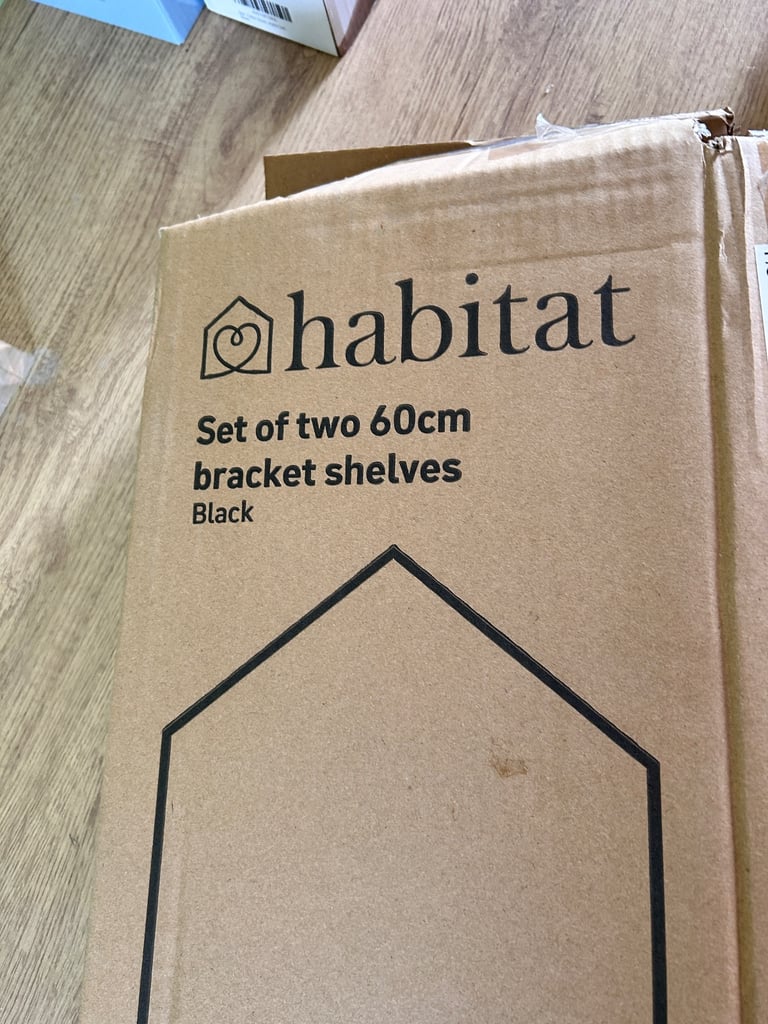 habitat
Set of two 60cm
bracket shelves
Black